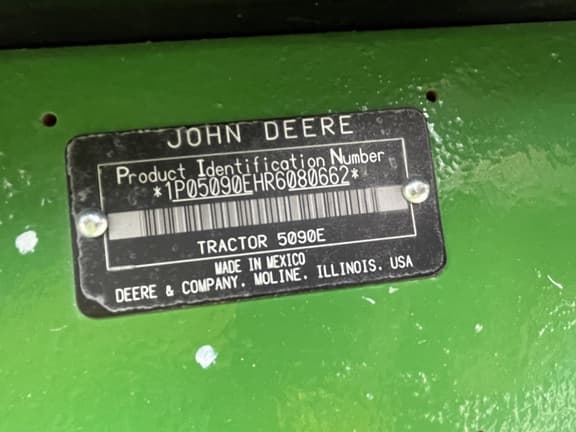 JOHN DEERE
Product Identification Number
*1P05090EHR6080662*
TRACTOR 5090E
MADE IN MEXICO
DEERE & COMPANY. MOLINE. ILLINOIS. USA